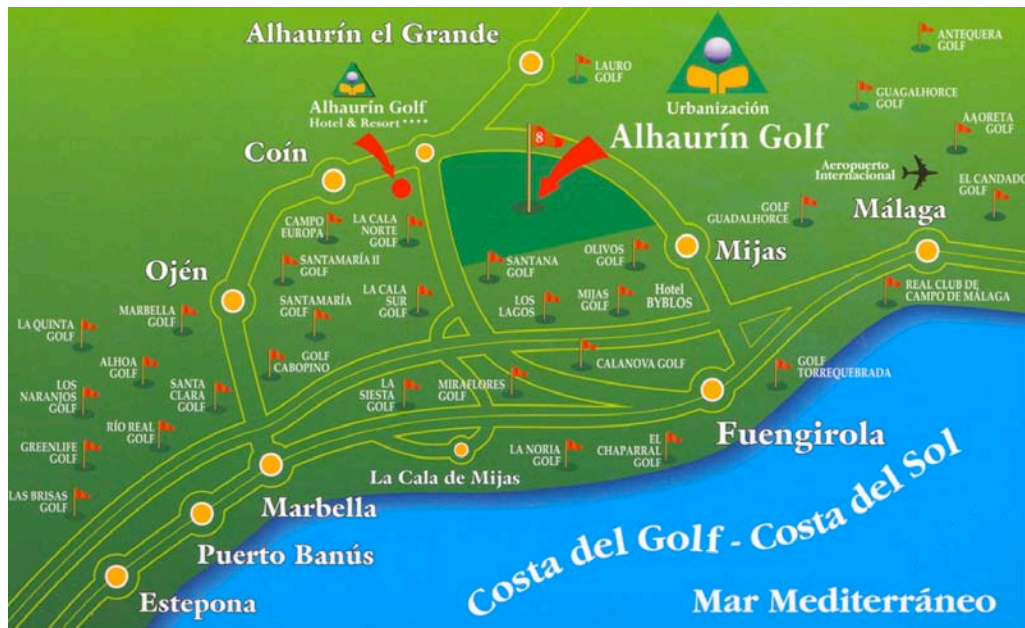 Alhaurín el Grande
LAURO
GOLF
ANTEQUERA
GOLF
Alhaurín Golf
Hotel & Resort ****
Urbanización
Alhaurín Golf
8
GUAGALHORCE
GOLF
AAORETA
GOLF
Aeropuerto
Internacional
EL CANDADO
GOLF
Coín
CAMPO
EUROPA
LA CALA
NORTE
GOLF
GOLF
GUADALHORCE
Málaga
Mijas
OLIVOS
GOLF
SANTANA
GOLF
SANTAMARÍA II
GOLF
Ojén
LA CALA
SUR
GOLF
SANTAMARÍA
GOLF
LOS
LAGOS
MIJAS
GOLF
Hotel
BYBLOS
REAL CLUB DE
CAMPO DE MÁLAGA
MARBELLA
GOLF
LA QUINTA
GOLF
ALHOA
GOLF
GOLF
CABOPINO
CALANOVA GOLF
GOLF
TORREQUEBRADA
LOS
NARANJOS
GOLF
SANTA
CLARA
GOLF
LA
SIESTA
GOLF
MIRAFLORES
GOLF
RÍO REAL
GOLF
GREENLIFE
GOLF
Fuengirola
LA NORIA
GOLF
EL
CHAPARRAL
GOLF
La Cala de Mijas
LAS BRISAS
GOLF
Marbella
Puerto Banús
Estepona
Costa del Golf - Costa del Sol
Mar Mediterráneo